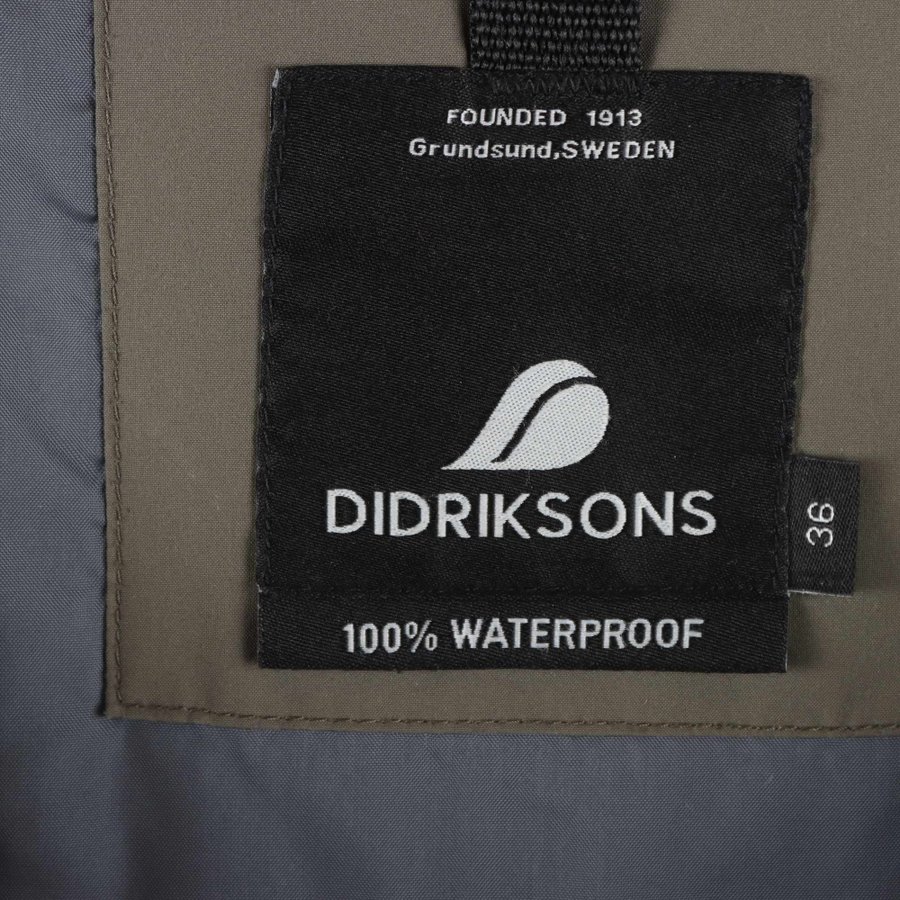 FOUNDED 1913
Grundsund,SWEDEN
DIDRIKSONS
36
100% WATERPROOF